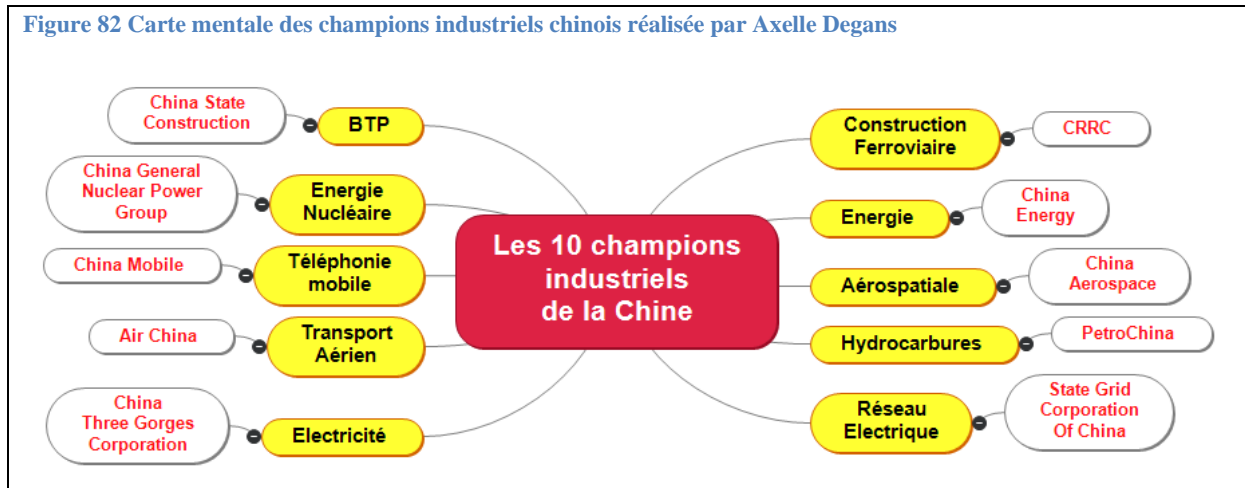 Figure 82 Carte mentale des champions industriels chinois réalisée par Axelle Degans
China State
Construction
BTP
China General
Nuclear Power
Group
Energie
Nucléaire
China Mobile
Téléphonie
mobile
Air China
Transport
Aérien
China
Three Gorges
Corporation
Electricité
Les 10 champions
industriels
de la Chine
Construction
Ferroviaire
CRRC
Energie
China
Energy
Aérospatiale
China
Aerospace
Hydrocarbures
PetroChina
Réseau
Electrique
State Grid
Corporation
Of China